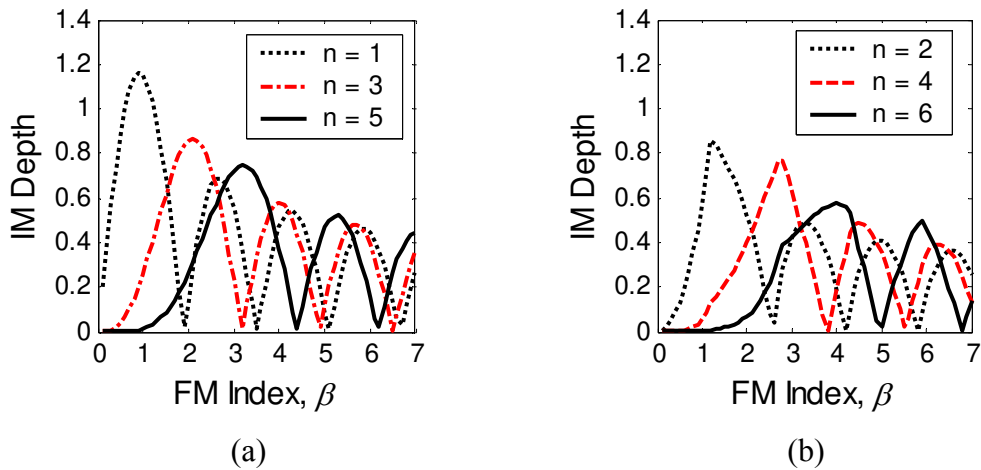 1.4
1.2
1
0.8
0.6
0.4
0.2
0
IM Depth
n = 1
n = 3
n = 5
0 1 2 3 4 5 6 7
FM Index, β
(a)
1.4
1.2
1
0.8
0.6
0.4
0.2
0
IM Depth
n = 2
n = 4
n = 6
0 1 2 3 4 5 6 7
FM Index, β
(b)